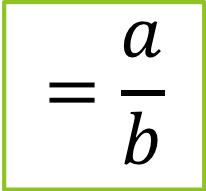 = a/b